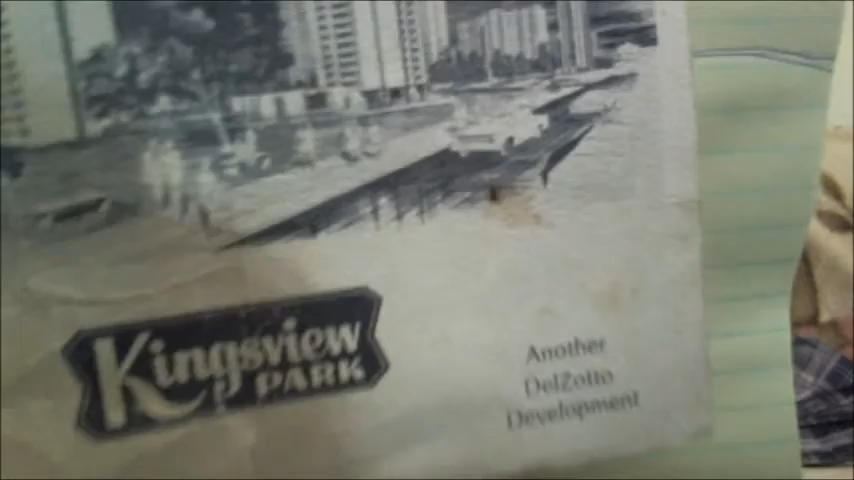 Kingsview
PARK
Another
DelZotto
Development